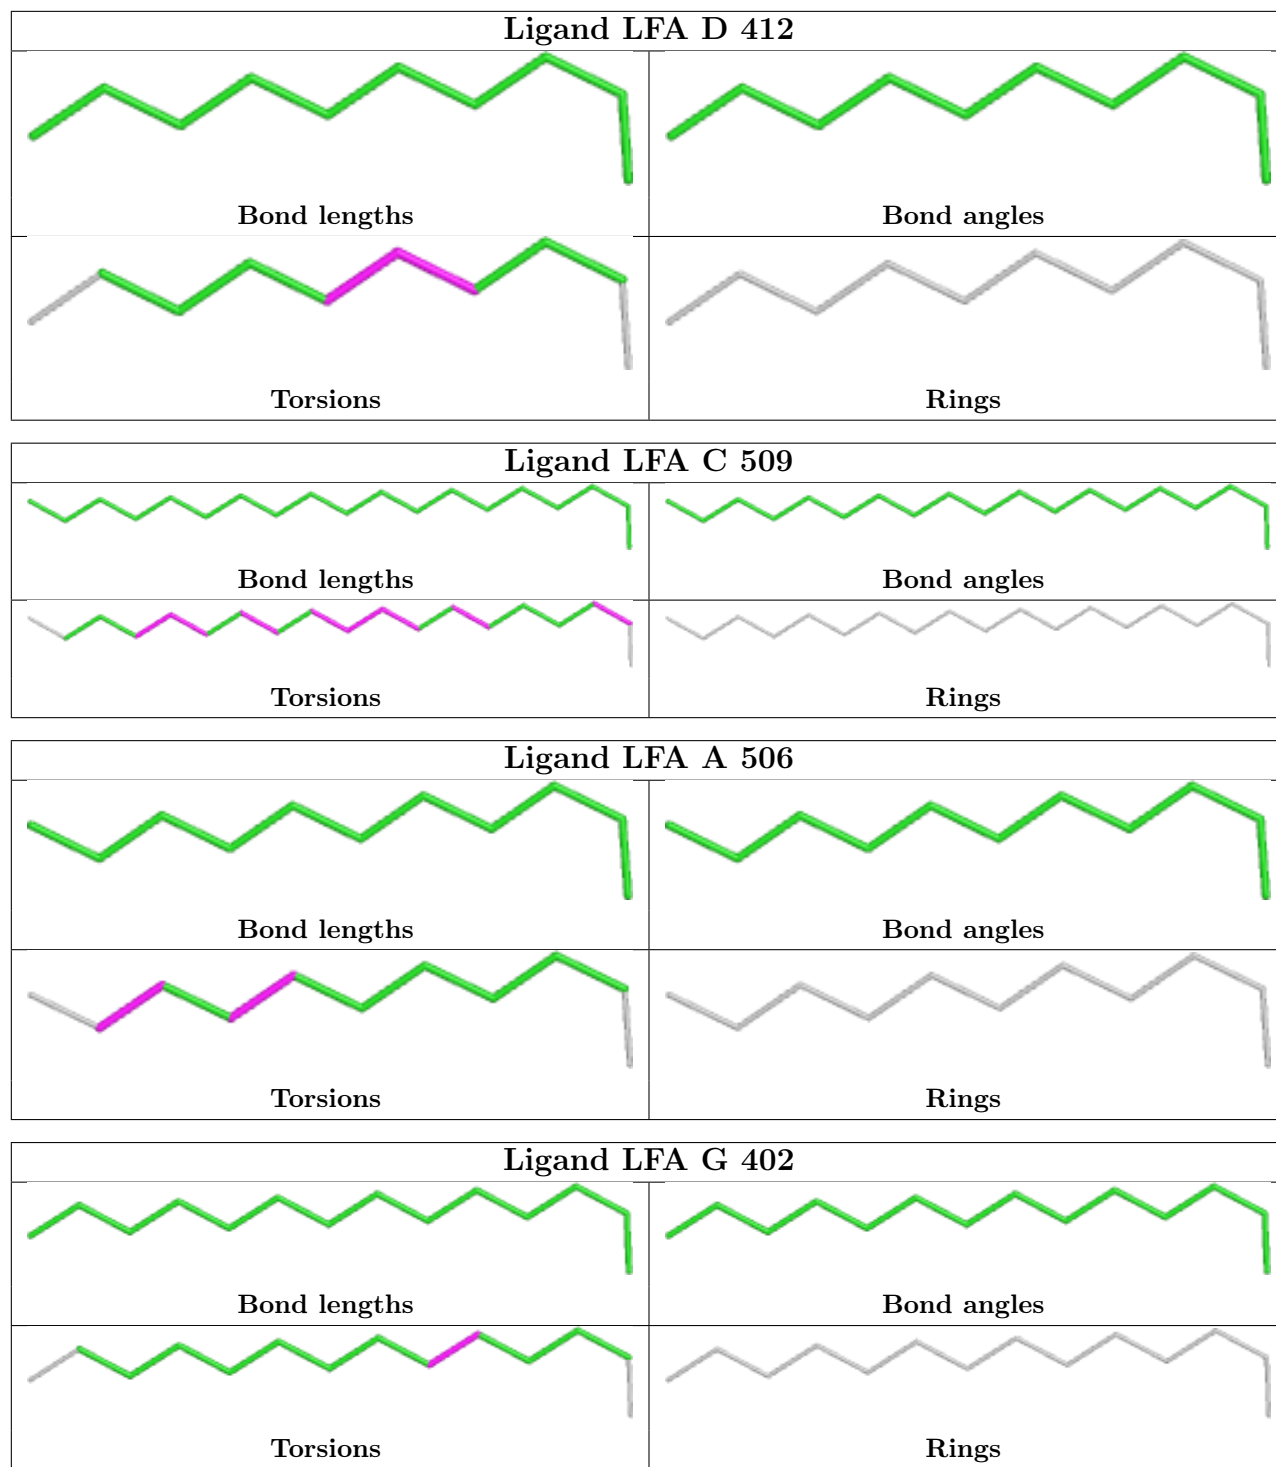 Ligand LFA D 412
Bond lengths
Bond angles
Torsions
Rings
Ligand LFA C 509
Bond lengths
Bond angles
Torsions
Rings
Ligand LFA A 506
Bond lengths
Bond angles
Torsions
Rings
Ligand LFA G 402
Bond lengths
Bond angles
Torsions
Rings